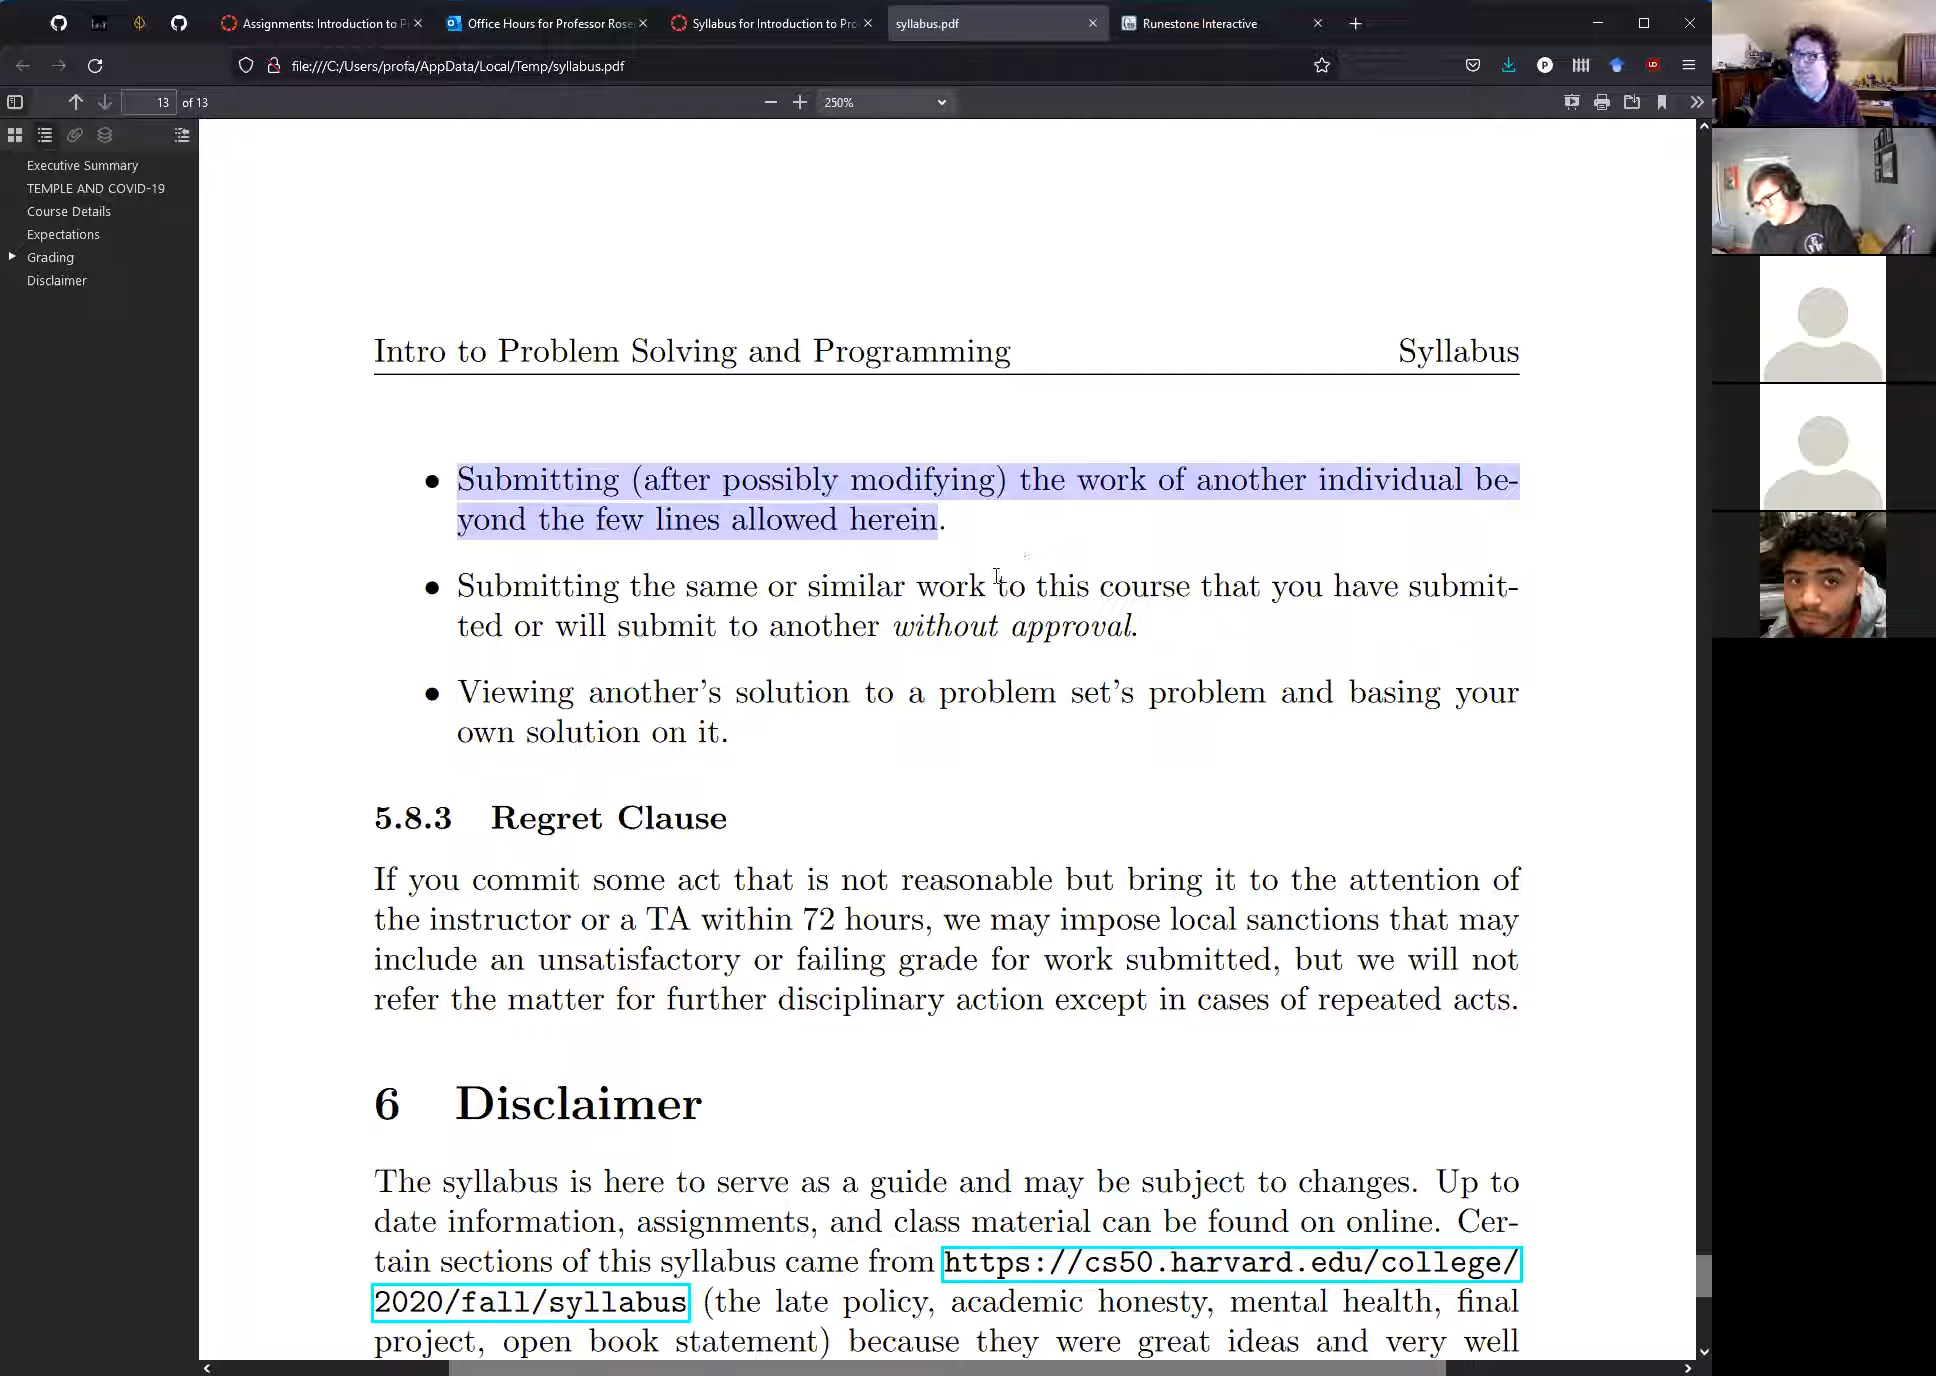 Assignments: Introduction to P
Office Hours for Professor Rose
Syllabus for Introduction to Pro
syllabus.pdf
Runestone Interactive
file:///C:/Users/profa/AppData/Local/Temp/syllabus.pdf
13 of 13
250%
Executive Summary
TEMPLE AND COVID-19
Course Details
Expectations
Grading
Disclaimer
Intro to Problem Solving and Programming Syllabus
• Submitting (after possibly modifying) the work of another individual be-
yond the few lines allowed herein.
• Submitting the same or similar work to this course that you have submit-
ted or will submit to another without approval.
• Viewing another's solution to a problem set's problem and basing your
own solution on it.
5.8.3 Regret Clause
If you commit some act that is not reasonable but bring it to the attention of
the instructor or a TA within 72 hours, we may impose local sanctions that may
include an unsatisfactory or failing grade for work submitted, but we will not
refer the matter for further disciplinary action except in cases of repeated acts.
6 Disclaimer
The syllabus is here to serve as a guide and may be subject to changes. Up to
date information, assignments, and class material can be found on online. Cer-
tain sections of this syllabus came from https://cs50.harvard.edu/college/
2020/fall/syllabus (the late policy, academic honesty, mental health, final
project, open book statement) because they were great ideas and very well